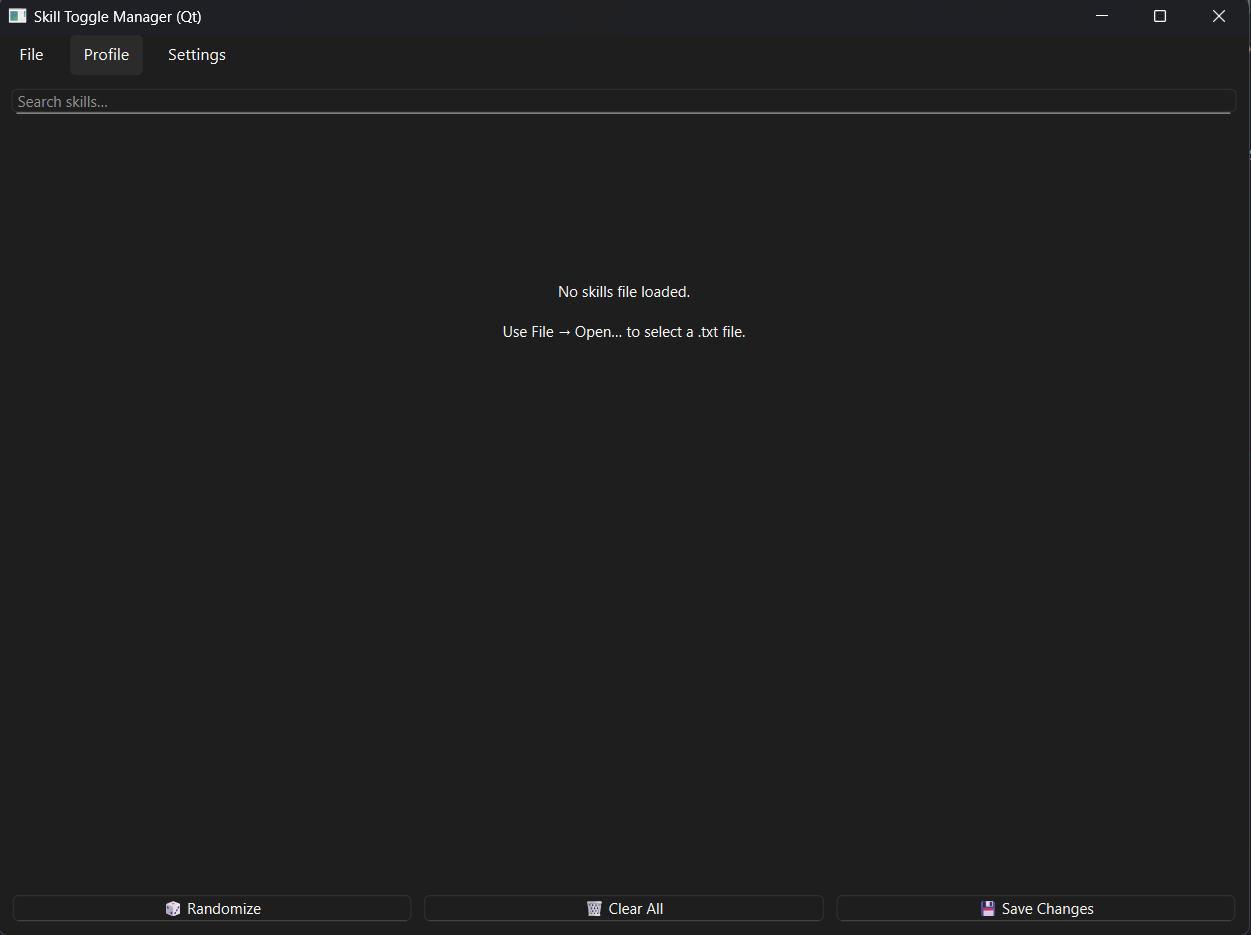 Skill Toggle Manager (Qt)
File Profile Settings
Search skills...
No skills file loaded.
Use File → Open... to select a .txt file.
Randomize Clear All Save Changes